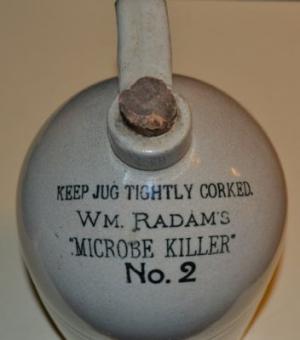 KEEP JUG TIGHTLY CORKED.
WM. RADAM'S
"MICROBE KILLER"
No. 2